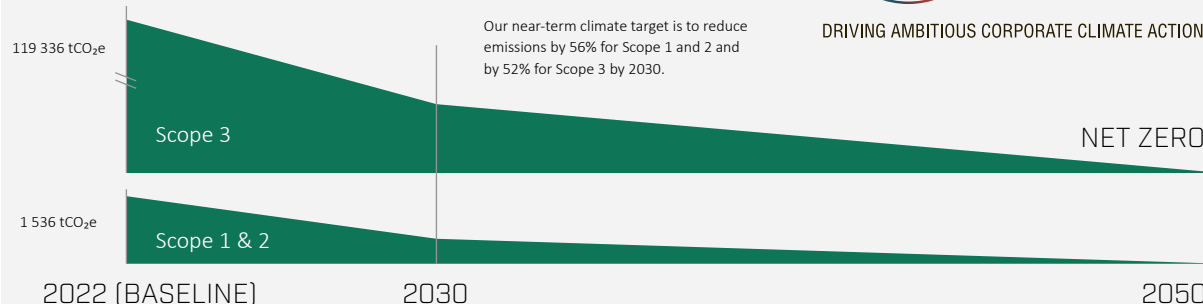 Our near-term climate target is to reduce
emissions by 56% for Scope 1 and 2 and
by 52% for Scope 3 by 2030.
DRIVING AMBITIOUS CORPORATE CLIMATE ACTION
119 336 tCO₂e
Scope 3
NET ZERO
1 536 tCO₂e
Scope 1 & 2
2022 (BASELINE)
2030
2050